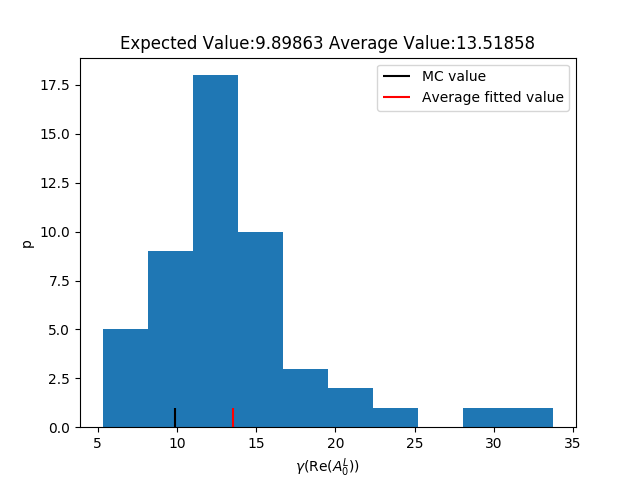 Expected Value:9.89863 Average Value:13.51858
MC value
Average fitted value
17.5
15.0
12.5
10.0
7.5
5.0
2.5
0.0
p
5 10 15 20 25 30 35
γ(Re(A₀ᴸ))